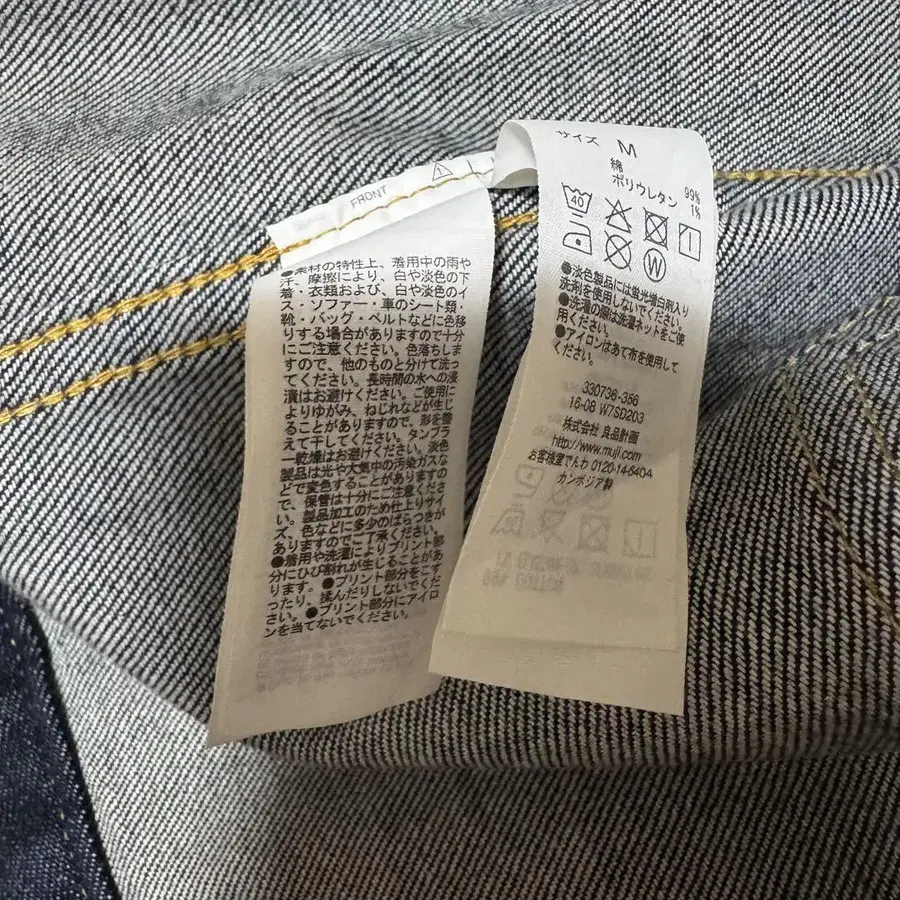 FRONT
●素材の特性上、着用中の雨や
汗、摩擦により、白や淡色の下
着・衣類および、白や淡色のイ
ス・ソファー・車のシート類・
靴・バッグ・ベルトなどに色移
りする場合がありますので十分
にご注意ください。色落ちしま
すので、他のものと分けて洗っ
てください。長時間の水への浸
漬はお避けください。ご使用に
よりゆがみ、ねじれなどが生じ
ることがありますので、形を整
えて干してください。タンブラ
ー乾燥はお避けください。淡色
製品は光や大気中の汚染ガスな
どで変色することがありますの
で、保管は十分にご注意くださ
い。製品加工のため仕上りサイ
ズ、色などに多少のばらつきが
ありますのでご了承ください。
●着用や洗濯によりプリント部
分にひび割れが生じることがあ
ります。●プリント部分をこす
ったり、揉んだりしないでくだ
さい。●プリント部分にアイロ
ンを当てないでください。
サイズ M
綿 99%
ポリウレタン 1%
40
W
●淡色製品には蛍光増白剤入り
洗剤を使用しないでください。
●洗濯の際は洗濯ネットをご使
用ください。
●アイロンはあて布を使用して
ください。
330736-356
16-08 W7SD203
株式会社 良品計画
http://www.muji.com
お客様室でんわ 0120-14-6404
カンボジア製